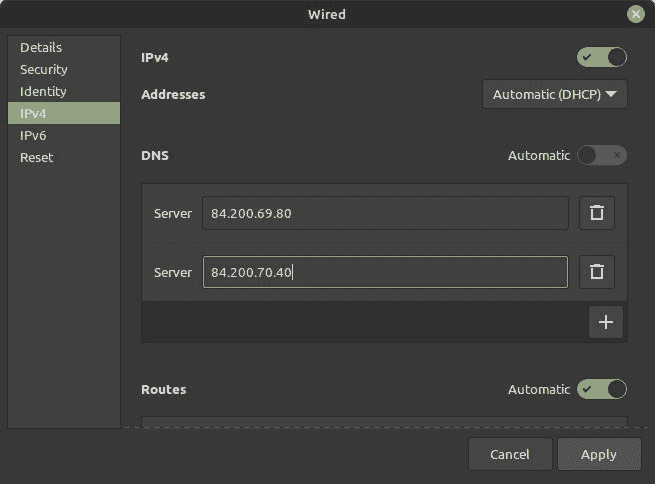 Wired
Details
Security
Identity
IPv4
IPv6
Reset
IPv4
Addresses Automatic (DHCP)
DNS Automatic
Server 84.200.69.80
Server 84.200.70.40
Routes Automatic
Cancel Apply